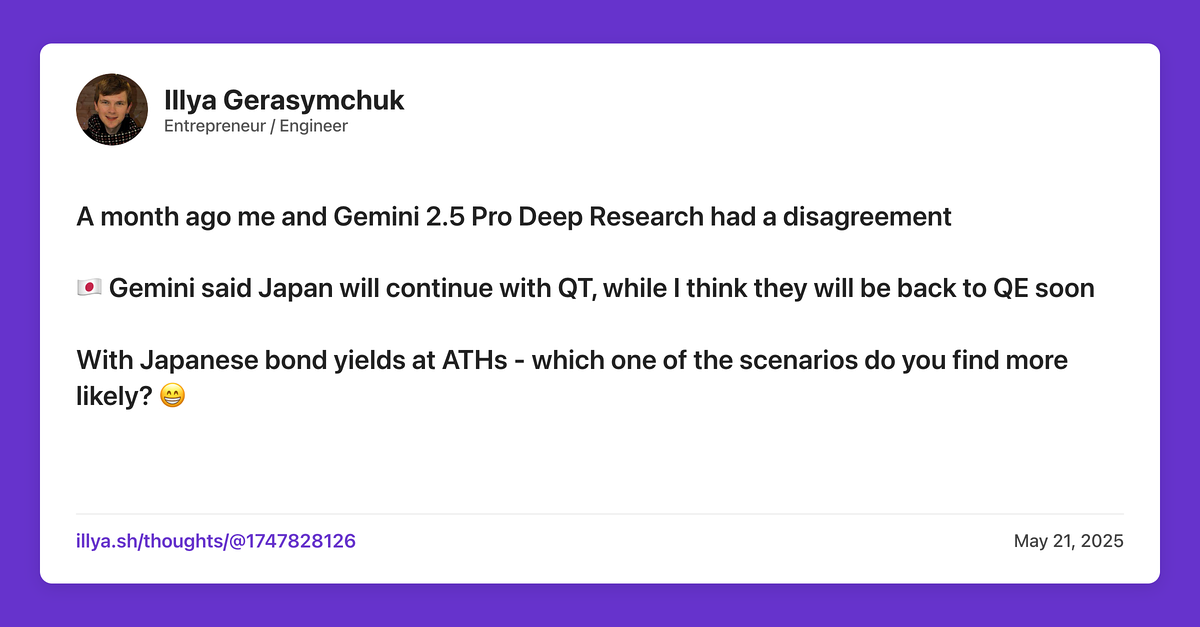 Illya Gerasymchuk
Entrepreneur / Engineer
A month ago me and Gemini 2.5 Pro Deep Research had a disagreement
🇯🇵 Gemini said Japan will continue with QT, while I think they will be back to QE soon
With Japanese bond yields at ATHs - which one of the scenarios do you find more
likely? 😁
illya.sh/thoughts/@1747828126
May 21, 2025